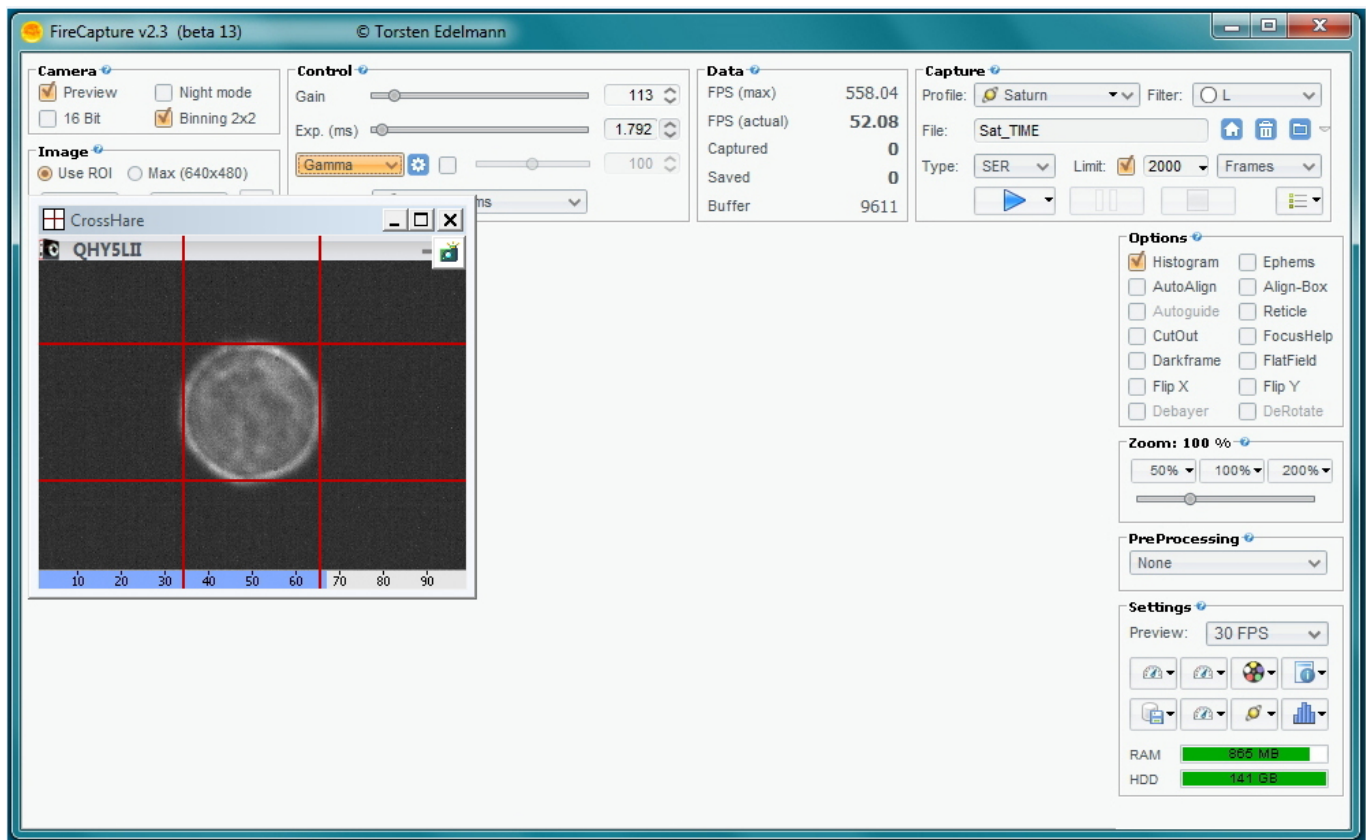 FireCapture v2.3 (beta 13) © Torsten Edelmann
Camera
Preview Night mode
16 Bit Binning 2x2
Image
Use ROI Max (640x480)
Control
Gain 113
Exp. (ms) 1.792
Gamma 100
ms
Data
FPS (max) 558.04
FPS (actual) 52.08
Captured 0
Saved 0
Buffer 9611
Capture
Profile: Saturn Filter: L
File: Sat_TIME
Type: SER Limit: 2000 Frames
CrossHare
QHY5LII
10 20 30 40 50 60 70 80 90
Options
Histogram Ephems
AutoAlign Align-Box
Autoguide Reticle
CutOut FocusHelp
Darkframe FlatField
Flip X Flip Y
Debayer DeRotate
Zoom: 100 %
50% 100% 200%
PreProcessing
None
Settings
Preview: 30 FPS
RAM 865 MB
HDD 141 GB